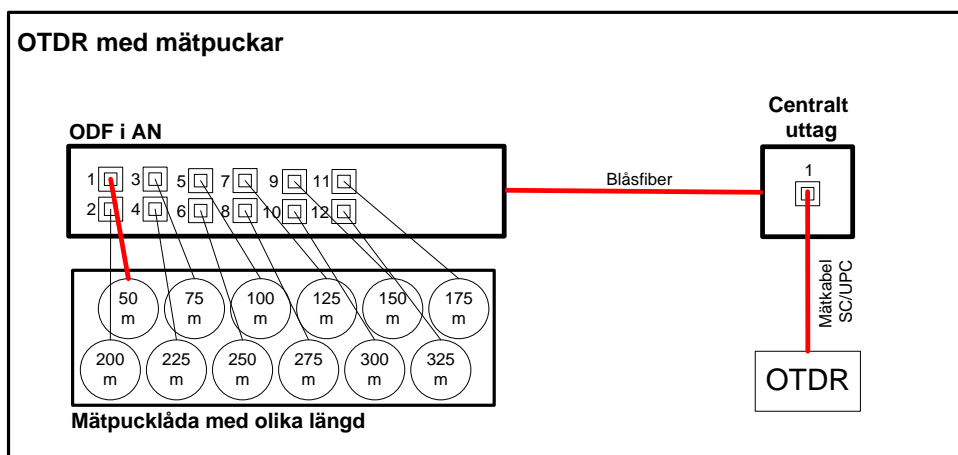 OTDR med mätpuckar
ODF i AN
Centralt
uttag
1 3 5 7 9 11
2 4 6 8 10 12
Blåsfiber
1
Mätkabel
SC/UPC
50
m
75
m
100
m
125
m
150
m
175
m
200
m
225
m
250
m
275
m
300
m
325
m
OTDR
Mätpucklåda med olika längd